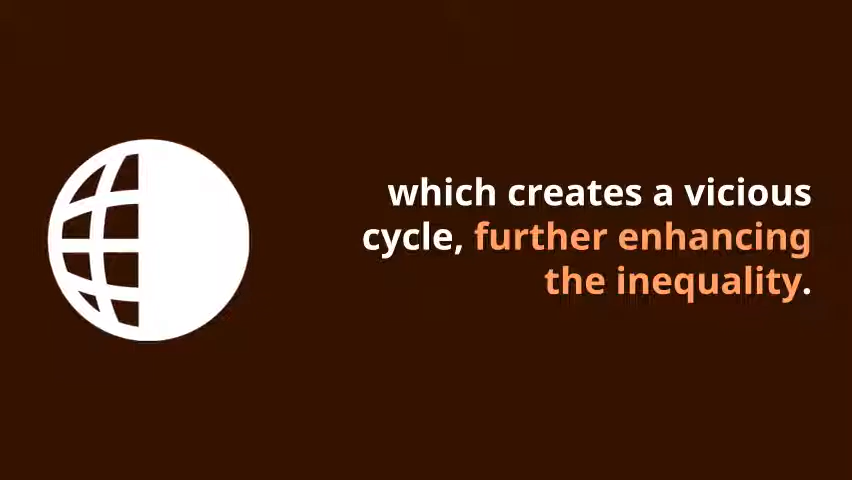 which creates a vicious
cycle, further enhancing
the inequality.